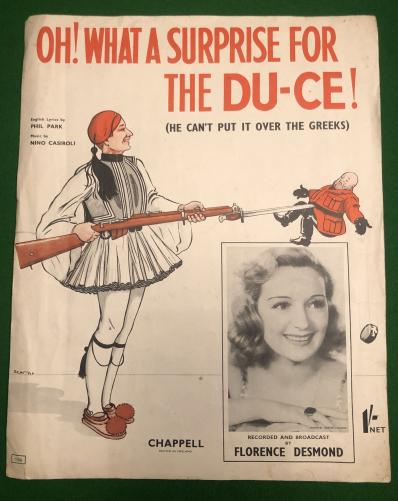 OH! WHAT A SURPRISE FOR
THE DU-CE!
(HE CAN'T PUT IT OVER THE GREEKS)
English Lyrics by
PHIL PARK
Music by
NINO CASIROLI
CHAPPELL
RECORDED AND BROADCAST
BY
FLORENCE DESMOND
1/-
NET